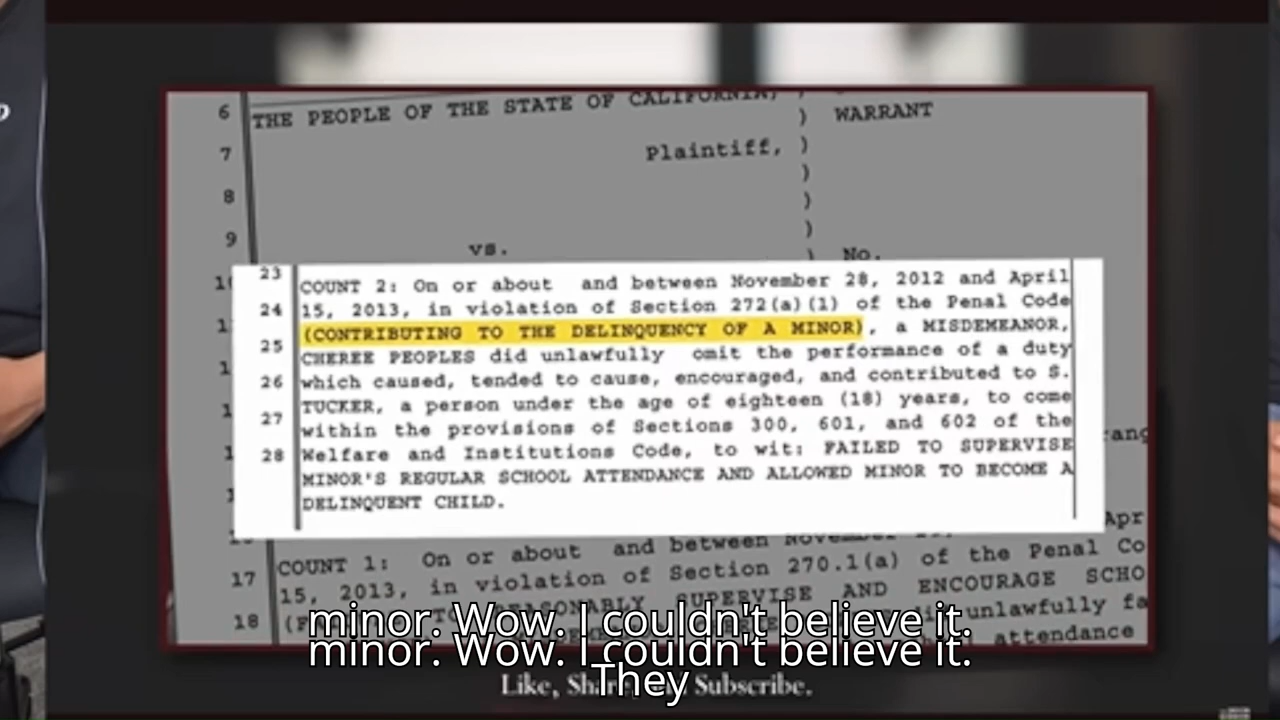 6 THE PEOPLE OF THE STATE OF CALIFORNIA, )
) WARRANT
7 Plaintiff, )
8 )
)
9 )
vs. ) No.
23 COUNT 2: On or about and between November 28, 2012 and April
24 15, 2013, in violation of Section 272(a)(1) of the Penal Code
(CONTRIBUTING TO THE DELINQUENCY OF A MINOR), a MISDEMEANOR,
25 CHEREE PEOPLES did unlawfully omit the performance of a duty
26 which caused, tended to cause, encouraged, and contributed to S.
TUCKER, a person under the age of eighteen (18) years, to come
27 within the provisions of Sections 300, 601, and 602 of the
28 Welfare and Institutions Code, to wit: FAILED TO SUPERVISE
MINOR'S REGULAR SCHOOL ATTENDANCE AND ALLOWED MINOR TO BECOME A
DELINQUENT CHILD.
COUNT 1: On or about and between
17 15, 2013, in violation of Section 270.1(a) of the Penal Co
18 REASONABLY SUPERVISE AND ENCOURAGE SCHO
unlawfully fa
attendance
minor. Wow. I couldn't believe it.
minor. Wow. I couldn't believe it.
They
Like, Share Subscribe.